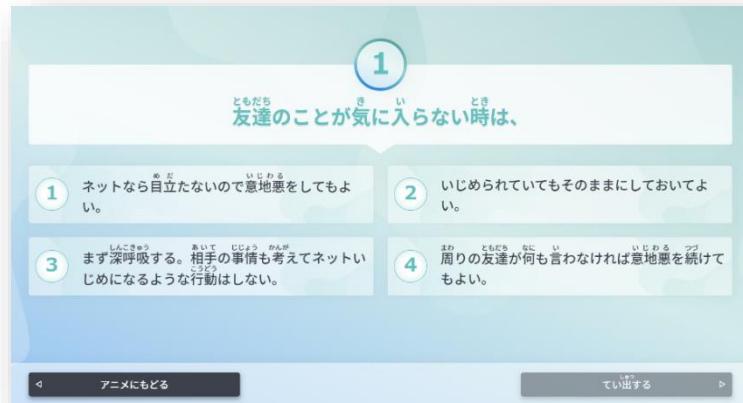 1
友達のことが気に入らない時は、
1 ネットなら目立たないので意地悪をしてもよ
い。
2 いじめられていてもそのままにしておいてよ
い。
3 まず深呼吸する。相手の事情も考えてネットい
じめになるような行動はしない。
4 周りの友達が何も言わなければ意地悪を続けて
もよい。
アニメにもどる
てい出する